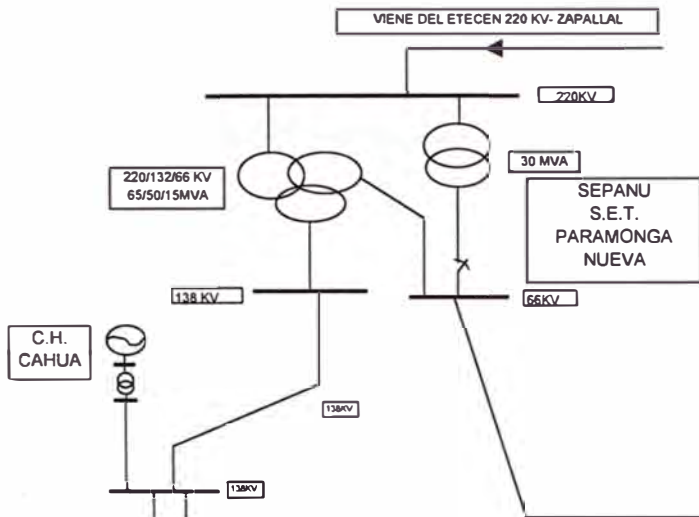 VIENE DEL ETECEN 220 KV- ZAPALLAL
220KV
220/132/66 KV
65/50/15MVA
30 MVA
SEPANU
S.E.T.
PARAMONGA
NUEVA
138 KV
66KV
C.H.
CAHUA
138KV
138KV